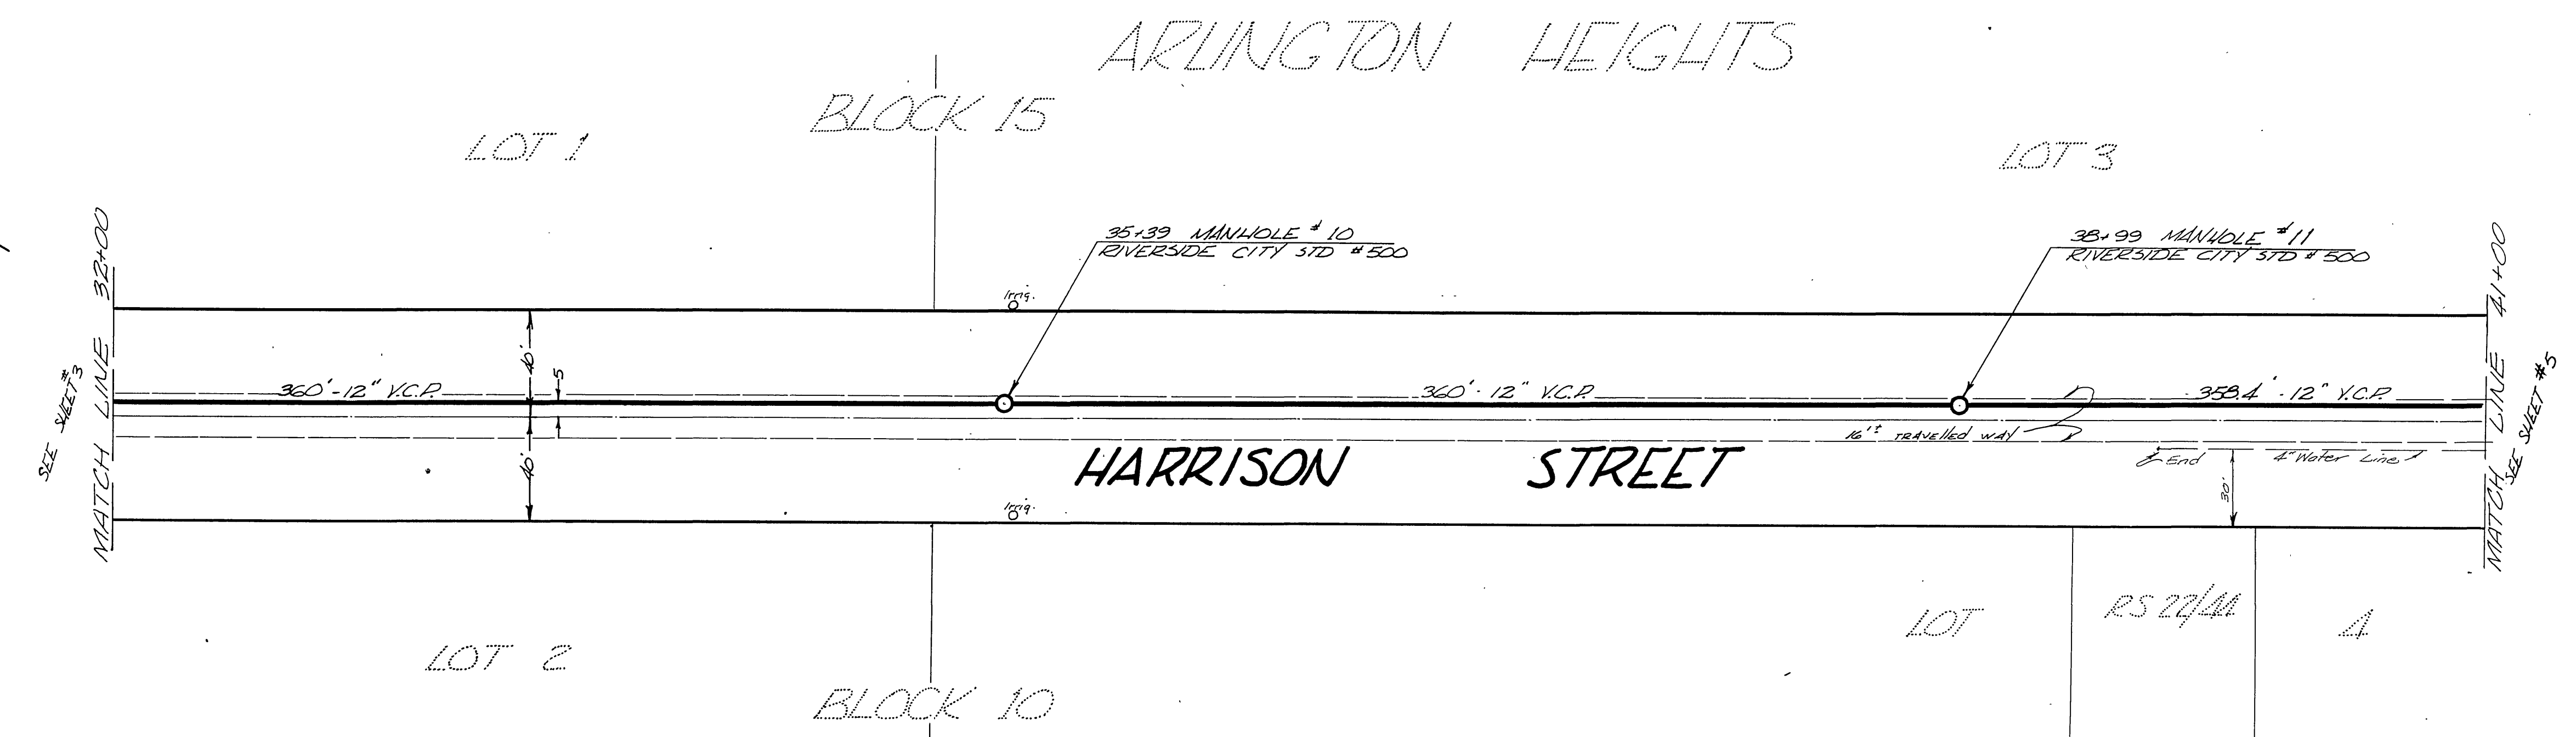 ARLINGTON HEIGHTS
BLOCK 15
LOT 1
LOT 3
35+39 MANHOLE #10
RIVERSIDE CITY STD #500
38+99 MANHOLE #11
RIVERSIDE CITY STD #500
MATCH LINE 32+00
SEE SHEET #3
MATCH LINE 41+00
SEE SHEET #5
Irrig.
40'
5
360'-12" V.C.P.
360'-12" V.C.P.
358.4'-12" V.C.P.
16'± TRAVELLED WAY
HARRISON STREET
End 4" Water Line
40'
30'
Irrig.
LOT RS 22/44 4
LOT 2
BLOCK 10